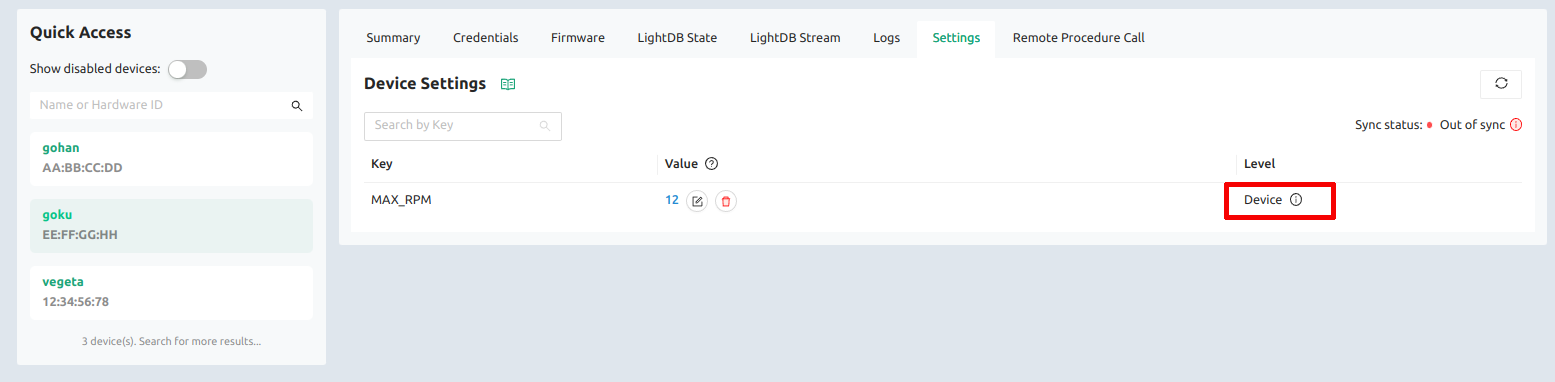 Quick Access
Show disabled devices:
Name or Hardware ID
gohan
AA:BB:CC:DD
goku
EE:FF:GG:HH
vegeta
12:34:56:78
3 device(s). Search for more results...
Summary Credentials Firmware LightDB State LightDB Stream Logs Settings Remote Procedure Call
Device Settings
Search by Key
Sync status: Out of sync
Key Value Level
MAX_RPM 12 Device